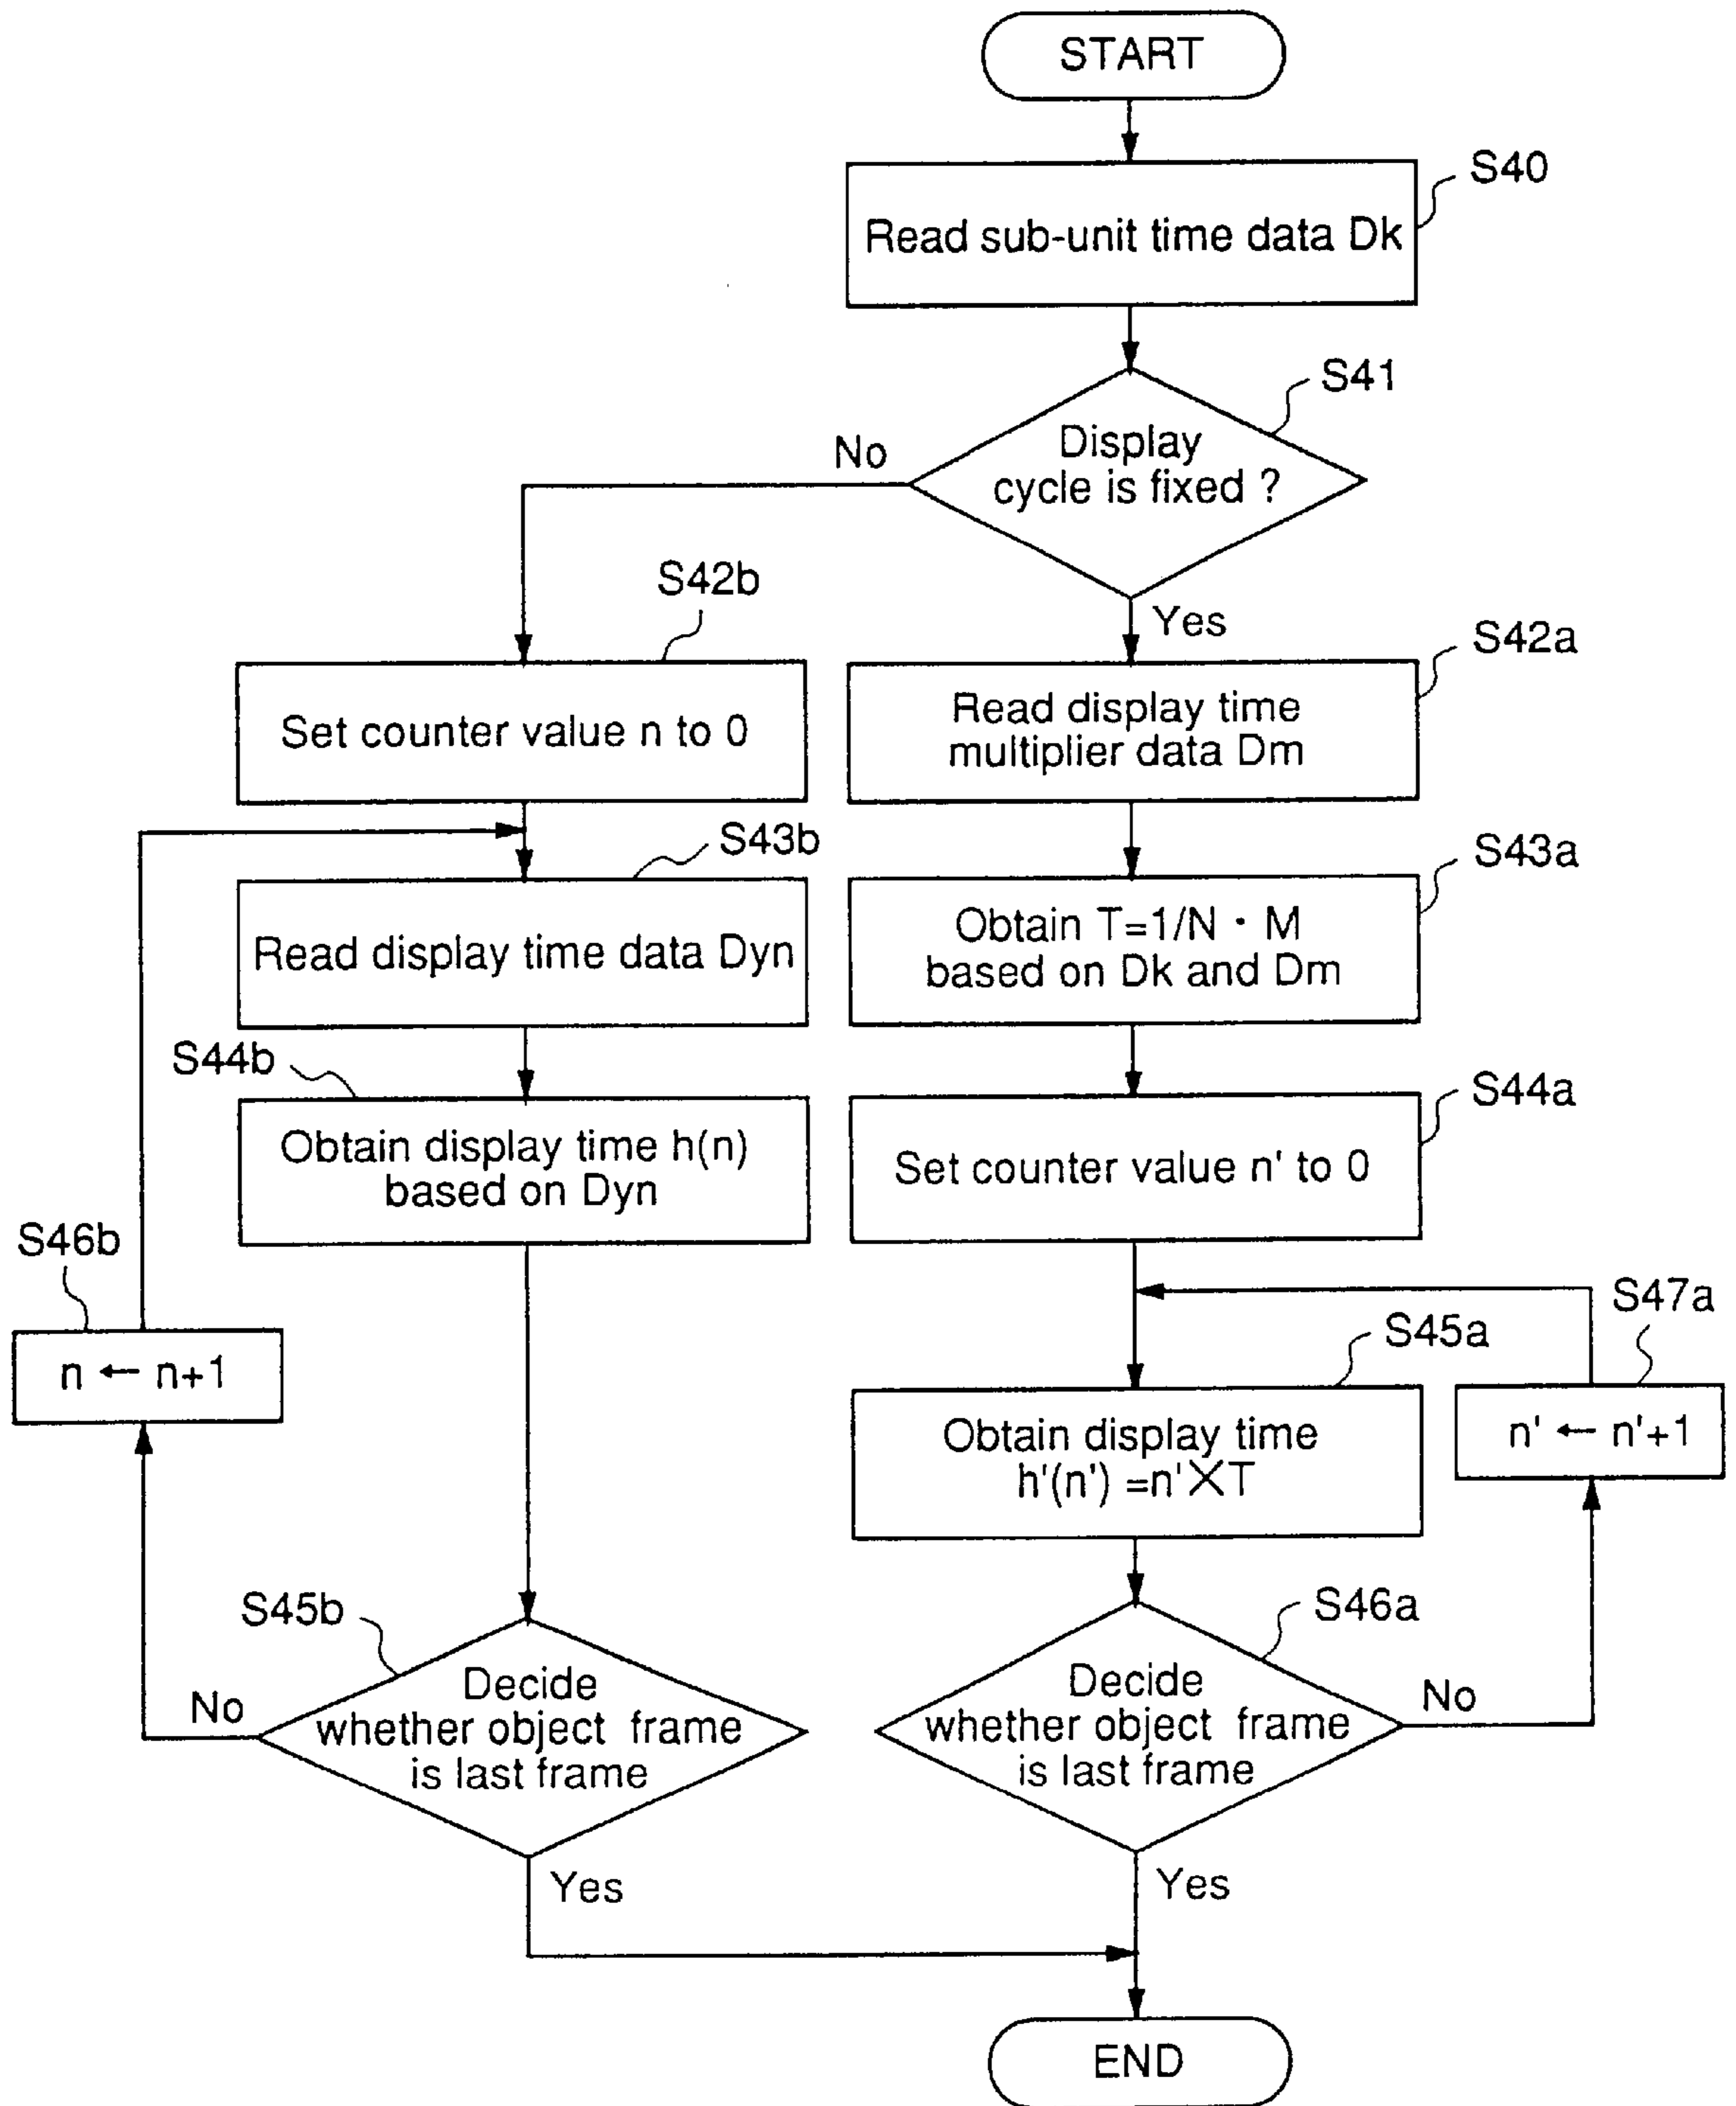 START
S40
Read sub-unit time data Dk
S41
Display
cycle is fixed ?
No
Yes
S42b
S42a
Set counter value n to 0
Read display time
multiplier data Dm
S43b
S43a
Read display time data Dyn
Obtain T=1/N · M
based on Dk and Dm
S44b
S44a
Obtain display time h(n)
based on Dyn
Set counter value n' to 0
S46b
S47a
n ← n+1
S45a
Obtain display time
h'(n') =n'×T
n' ← n'+1
S45b
S46a
Decide
whether object frame
is last frame
No
Decide
whether object frame
is last frame
No
Yes
Yes
END